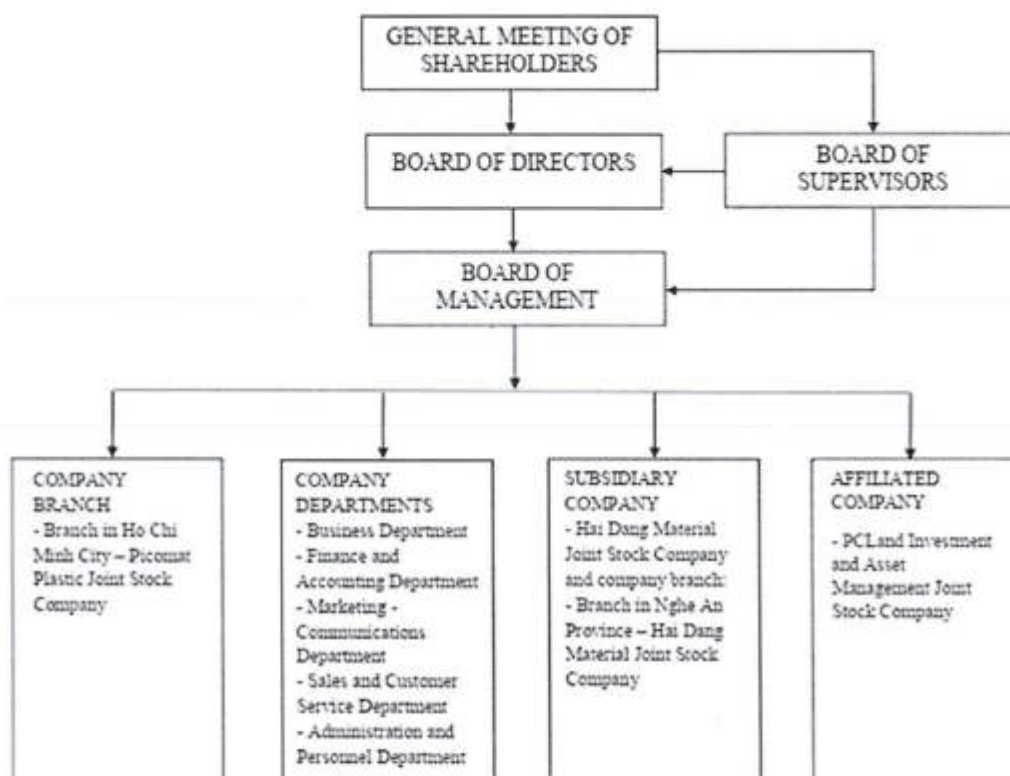 GENERAL MEETING OF
SHAREHOLDERS
BOARD OF DIRECTORS
BOARD OF
SUPERVISORS
BOARD OF
MANAGEMENT
COMPANY
BRANCH
- Branch in Ho Chi
Minh City – Picomat
Plastic Joint Stock
Company
COMPANY
DEPARTMENTS
- Business Department
- Finance and
Accounting Department
- Marketing -
Communications
Department
- Sales and Customer
Service Department
- Administration and
Personnel Department
SUBSIDIARY
COMPANY
- Hai Dang Material
Joint Stock Company
and company branch:
- Branch in Nghe An
Province – Hai Dang
Material Joint Stock
Company
AFFILIATED
COMPANY
- PCLand Investment
and Asset
Management Joint
Stock Company